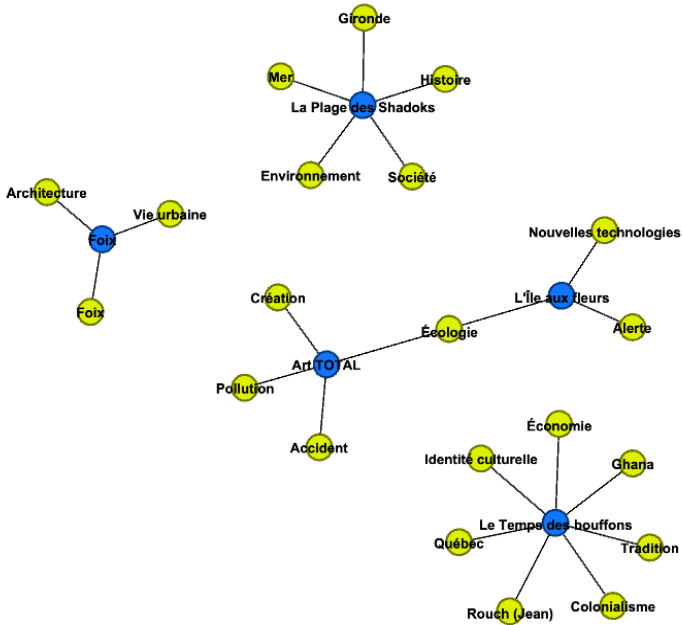 Gironde
Mer
Histoire
La Plage des Shadoks
Environnement
Société
Architecture
Vie urbaine
Foix
Foix
Nouvelles technologies
L'Île aux fleurs
Alerte
Création
Écologie
Art TOTAL
Pollution
Accident
Économie
Identité culturelle
Ghana
Le Temps des bouffons
Québec
Tradition
Rouch (Jean)
Colonialisme